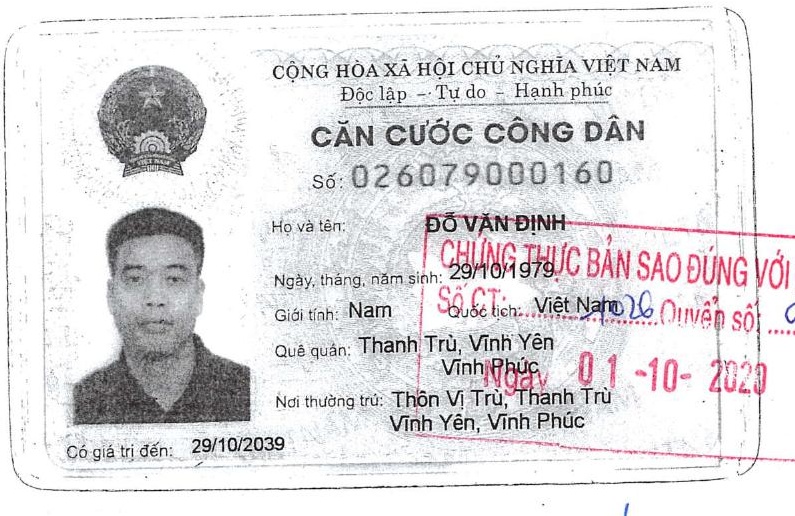 CỘNG HÒA XÃ HỘI CHỦ NGHĨA VIỆT NAM
Độc lập – Tự do – Hạnh phúc
CĂN CƯỚC CÔNG DÂN
Số: 026079000160
Họ và tên: ĐỖ VĂN ĐỊNH
CHỨNG THỰC BẢN SAO ĐÚNG VỚI
Ngày, tháng, năm sinh: 29/10/1979
Số CT: Quyển số:
Giới tính: Nam Quốc tịch: Việt Nam
Quê quán: Thanh Trù, Vĩnh Yên
Vĩnh Phúc
Ngày 01-10-2020
Nơi thường trú: Thôn Vị Trù, Thanh Trù
Vĩnh Yên, Vĩnh Phúc
Có giá trị đến: 29/10/2039
VIỆT NAM